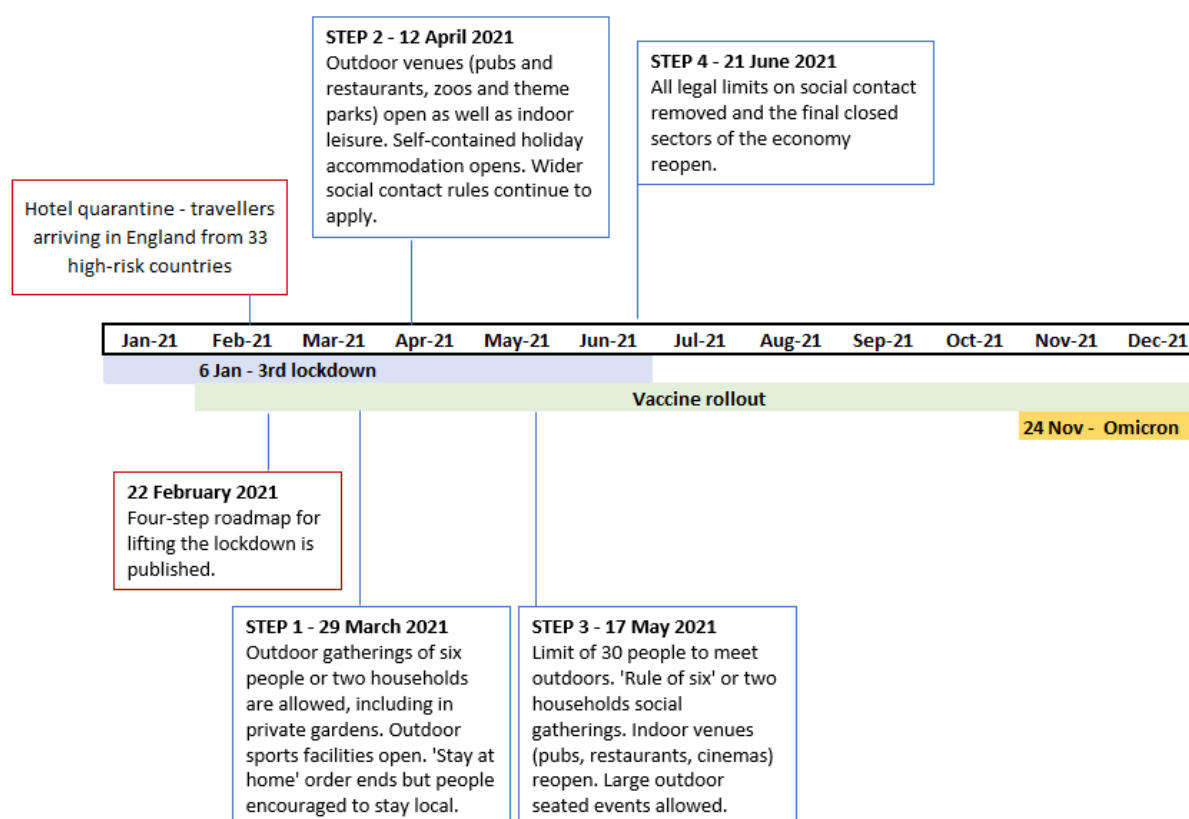 STEP 2 - 12 April 2021
Outdoor venues (pubs and
restaurants, zoos and theme
parks) open as well as indoor
leisure. Self-contained holiday
accommodation opens. Wider
social contact rules continue to
apply.
STEP 4 - 21 June 2021
All legal limits on social contact
removed and the final closed
sectors of the economy
reopen.
Hotel quarantine - travellers
arriving in England from 33
high-risk countries
Jan-21 Feb-21 Mar-21 Apr-21 May-21 Jun-21 Jul-21 Aug-21 Sep-21 Oct-21 Nov-21 Dec-21
6 Jan - 3rd lockdown
Vaccine rollout
24 Nov - Omicron
22 February 2021
Four-step roadmap for
lifting the lockdown is
published.
STEP 1 - 29 March 2021
Outdoor gatherings of six
people or two households
are allowed, including in
private gardens. Outdoor
sports facilities open. 'Stay at
home' order ends but people
encouraged to stay local.
STEP 3 - 17 May 2021
Limit of 30 people to meet
outdoors. 'Rule of six' or two
households social
gatherings. Indoor venues
(pubs, restaurants, cinemas)
reopen. Large outdoor
seated events allowed.